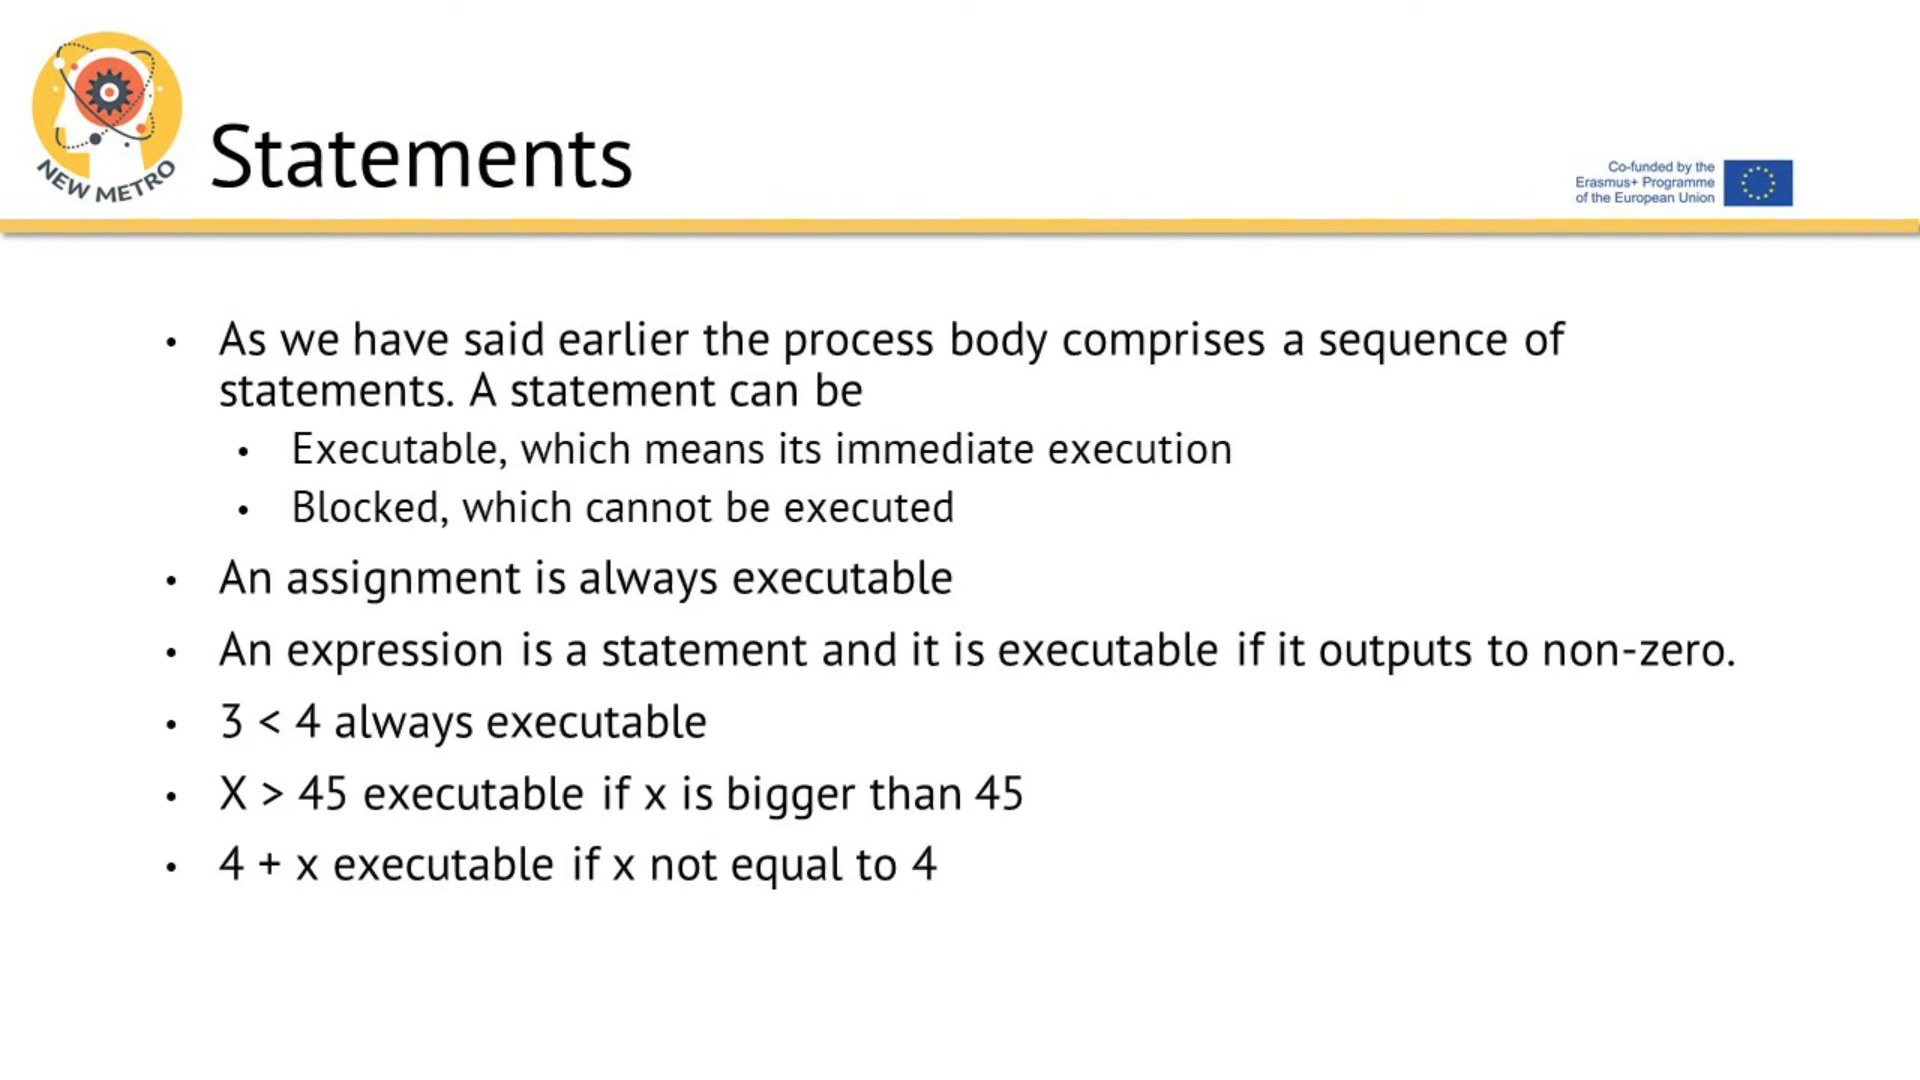 NEW METRO
Statements
Co-funded by the
Erasmus+ Programme
of the European Union
• As we have said earlier the process body comprises a sequence of
statements. A statement can be
• Executable, which means its immediate execution
• Blocked, which cannot be executed
• An assignment is always executable
• An expression is a statement and it is executable if it outputs to non-zero.
• 3 < 4 always executable
• X > 45 executable if x is bigger than 45
• 4 + x executable if x not equal to 4